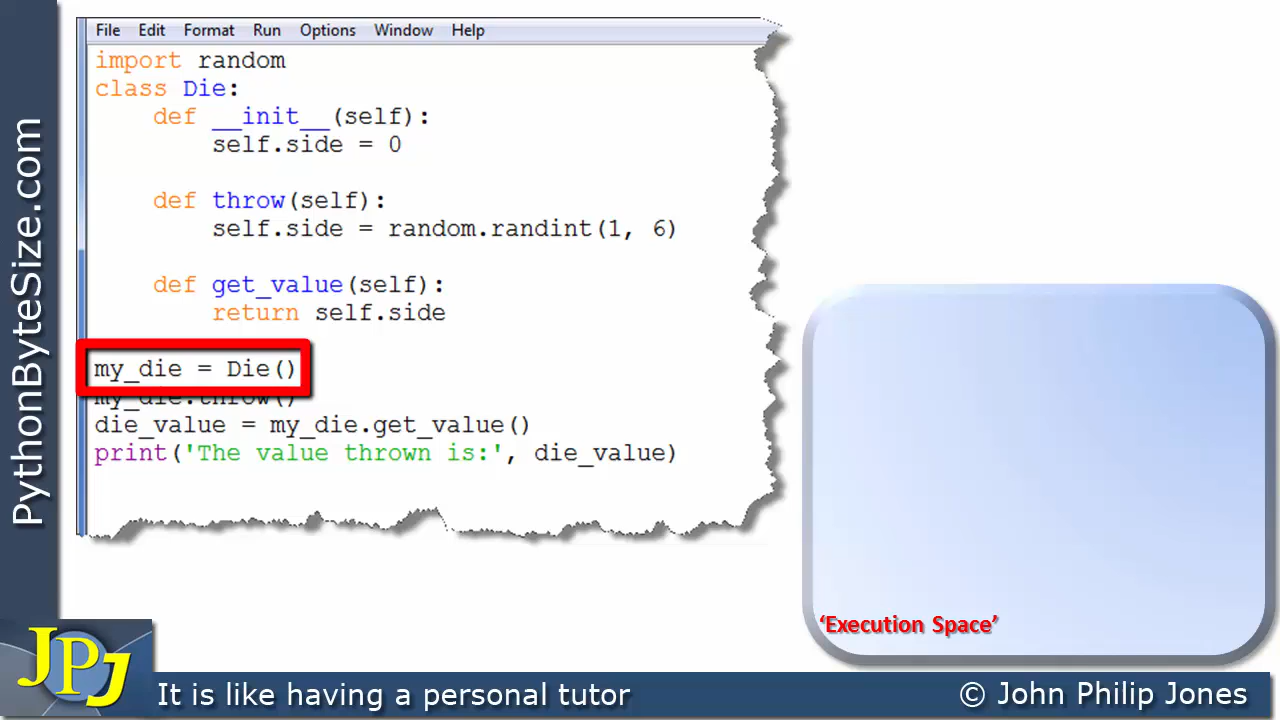 PythonByteSize.com
File Edit Format Run Options Window Help
import random
class Die:
    def __init__(self):
        self.side = 0
    def throw(self):
        self.side = random.randint(1, 6)
    def get_value(self):
        return self.side
my_die = Die()
my_die.throw()
die_value = my_die.get_value()
print('The value thrown is:', die_value)
‘Execution Space’
JPJ
It is like having a personal tutor
© John Philip Jones